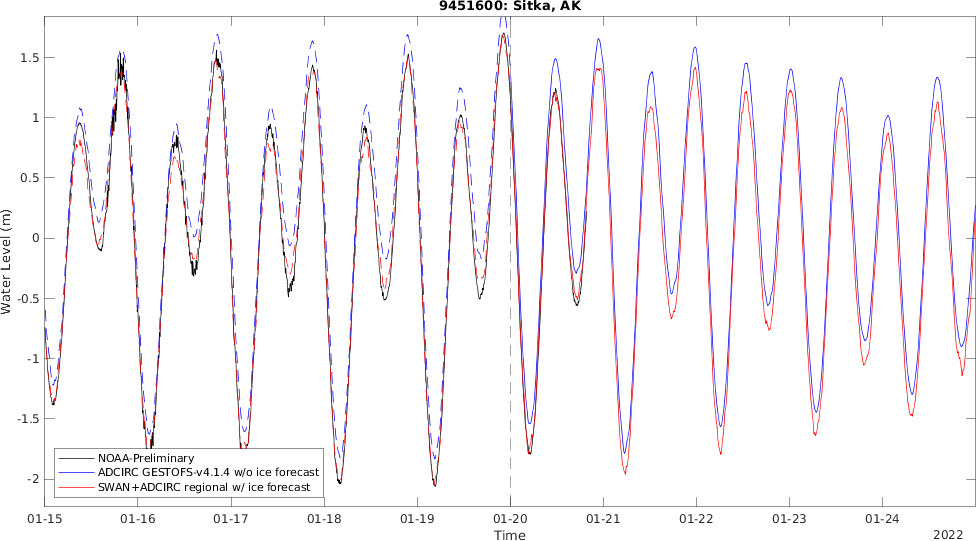 9451600: Sitka, AK
Water Level (m)
1.5
1
0.5
0
-0.5
-1
-1.5
-2
NOAA-Preliminary
ADCIRC GESTOFS-v4.1.4 w/o ice forecast
SWAN+ADCIRC regional w/ ice forecast
01-15 01-16 01-17 01-18 01-19 01-20 01-21 01-22 01-23 01-24
Time
2022